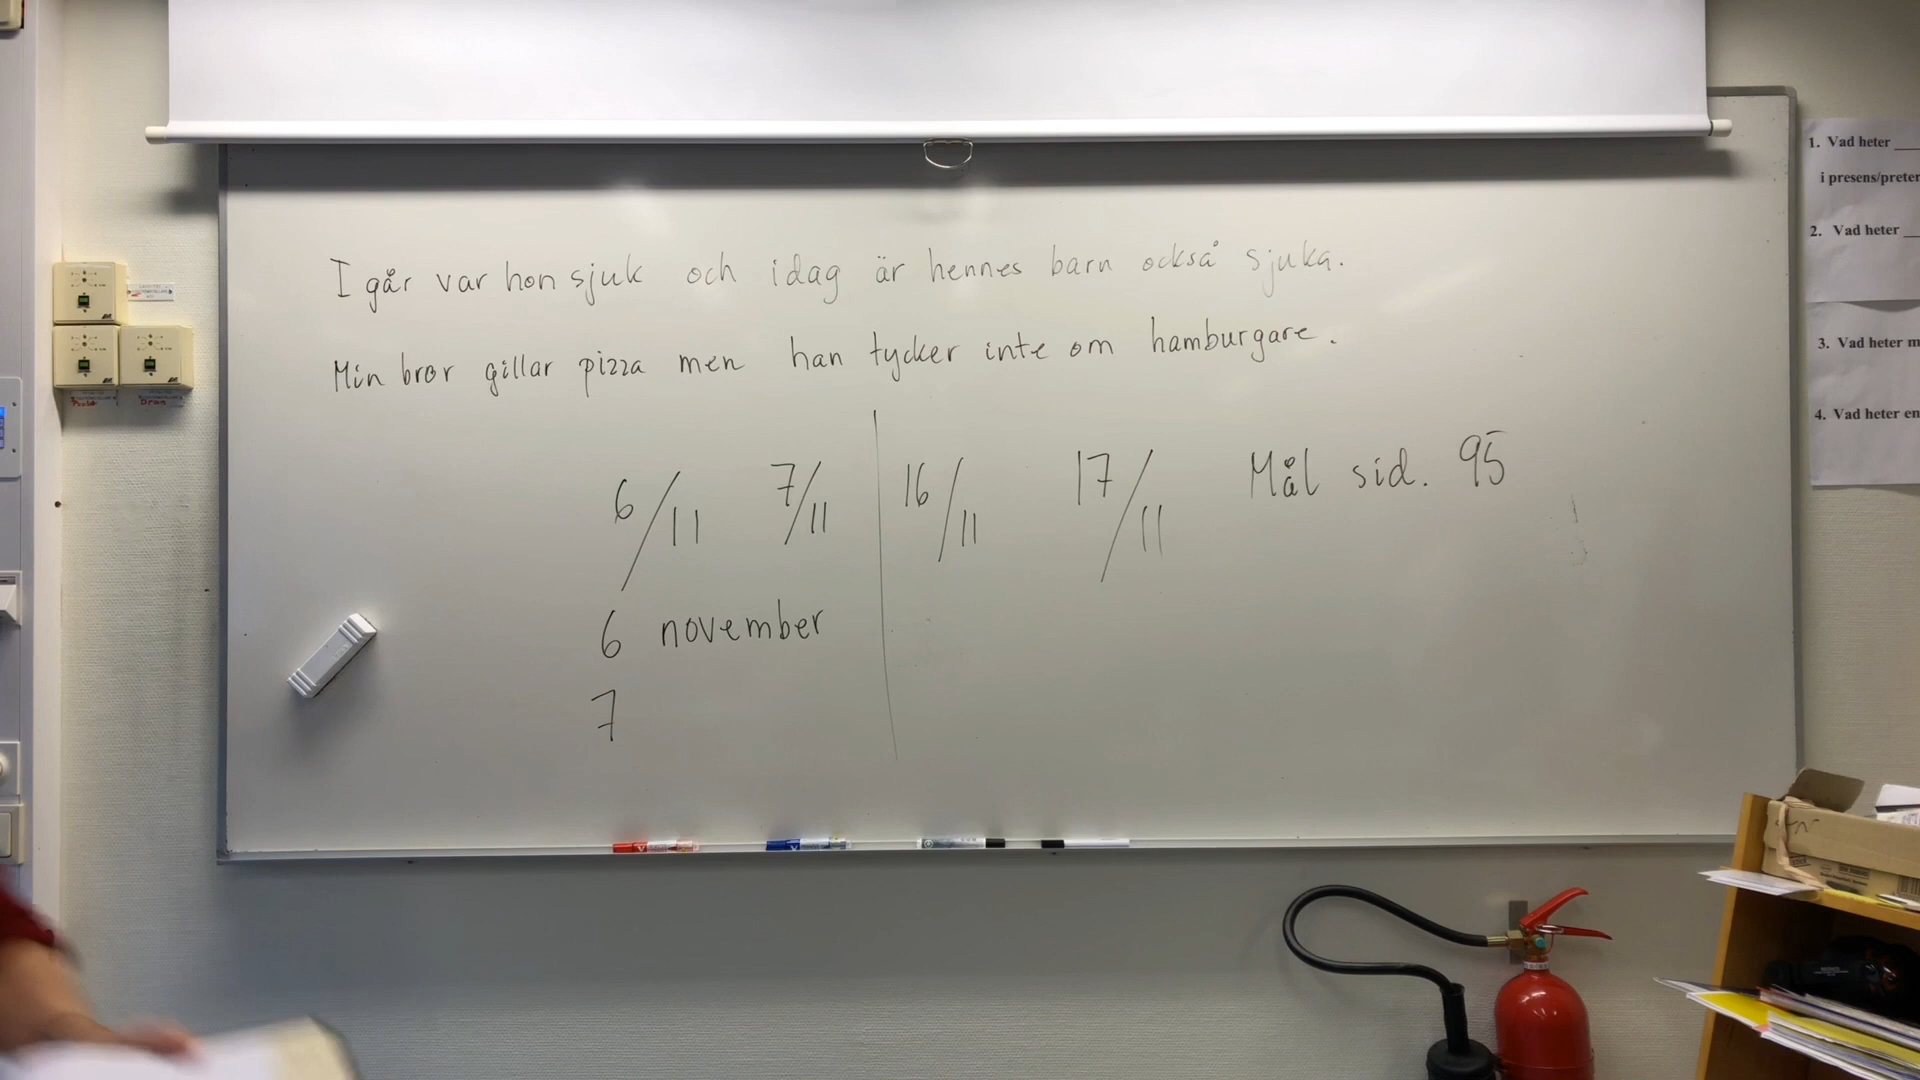 I går var hon sjuk och idag är hennes barn också sjuka.
Min bror gillar pizza men han tycker inte om hamburgare.
6/11 7/11 16/11 17/11 Mål sid. 95
6 november
7
1. Vad heter
i presens/preter
2. Vad heter
3. Vad heter m
4. Vad heter en